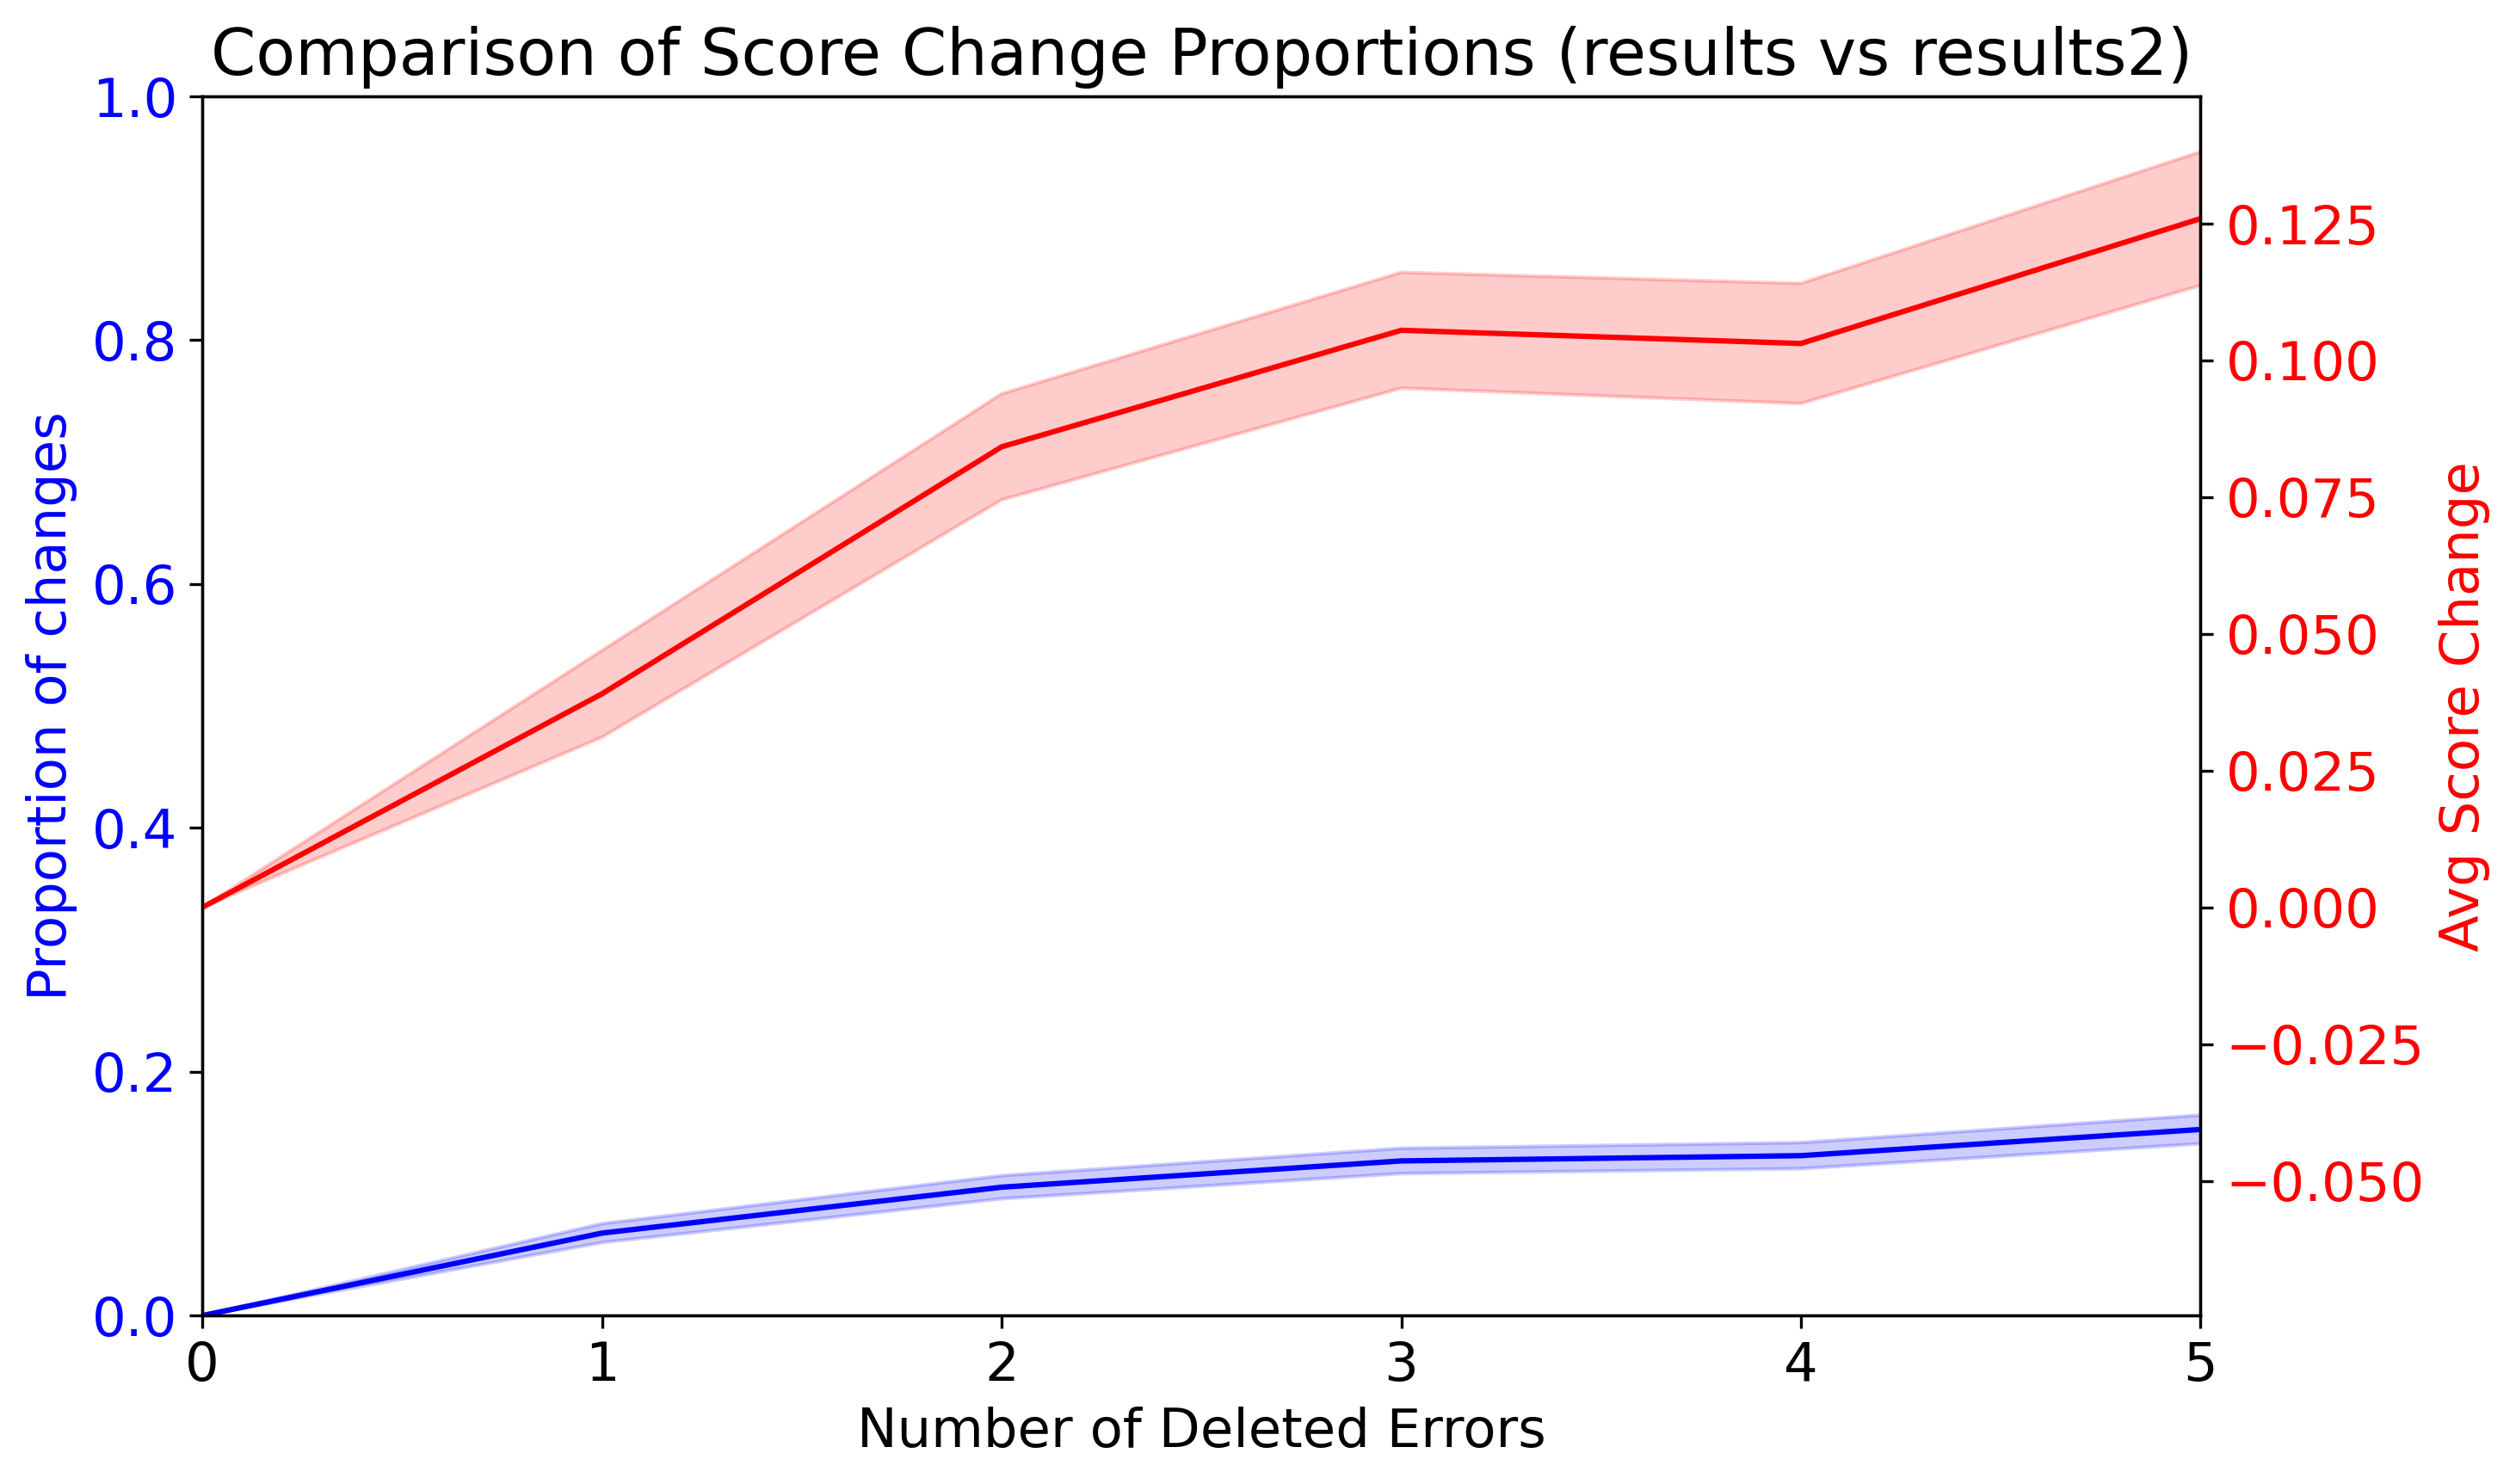 Comparison of Score Change Proportions (results vs results2)
Proportion of changes
1.0
0.8
0.6
0.4
0.2
0.0
0 1 2 3 4 5
Number of Deleted Errors
0.125
0.100
0.075
0.050
0.025
0.000
−0.025
−0.050
Avg Score Change